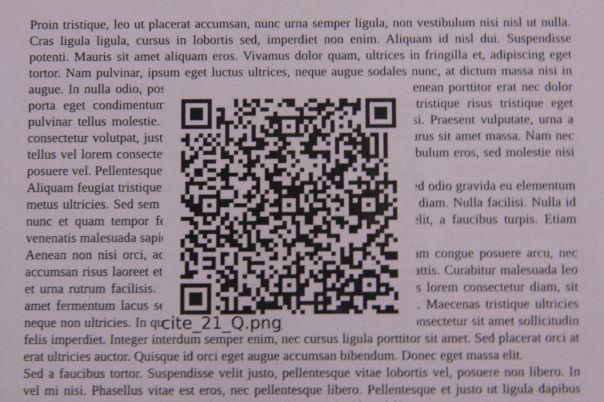 Proin tristique, leo ut placerat accumsan, nunc urna semper ligula, non vestibulum nisi nisl ut nulla.
Cras ligula ligula, cursus in lobortis sed, imperdiet non enim. Aliquam id nisl dui. Suspendisse
potenti. Mauris sit amet aliquam eros. Vivamus dolor quam, ultrices in fringilla et, adipiscing eget
tortor. Nam pulvinar, ipsum eget luctus ultrices, neque augue sodales nunc, at dictum massa nisi in
augue. In nulla odio, enean porttitor erat nec dolor
porta eget condimentum tristique risus tristique eget
pulvinar tellus molestie. Praesent vulputate, urna a
consectetur volutpat, just sit amet massa. Nam nec
tellus vel lorem consecte bulum eros, sed molestie nisi
posuere vel. Pellentesque
Aliquam feugiat tristique odio gravida eu elementum
metus ultricies. Sed sem diam. Nulla facilisi. Nulla id
nunc et quam tempor a faucibus turpis. Etiam
venenatis malesuada sapi
Aenean non nisi orci, congue posuere arcu, nec
accumsan risus laoreet et attis. Curabitur malesuada leo
et urna rutrum facilisis. lorem consectetur diam, sit
amet fermentum lacus Maecenas tristique ultricies
neque non ultricies. In cite_21_Q.png onsectetur sit amet sollicitudin
felis imperdiet. Integer interdum semper enim, nec cursus ligula porttitor sit amet. Sed placerat orci at
erat ultricies auctor. Quisque id orci eget augue accumsan bibendum. Donec eget massa elit.
Sed a faucibus tortor. Suspendisse velit justo, pellentesque vitae lobortis vel, posuere non libero. In
vel mi nisi. Phasellus vitae est eros, nec pellentesque libero. Pellentesque et justo ut ligula dapibus